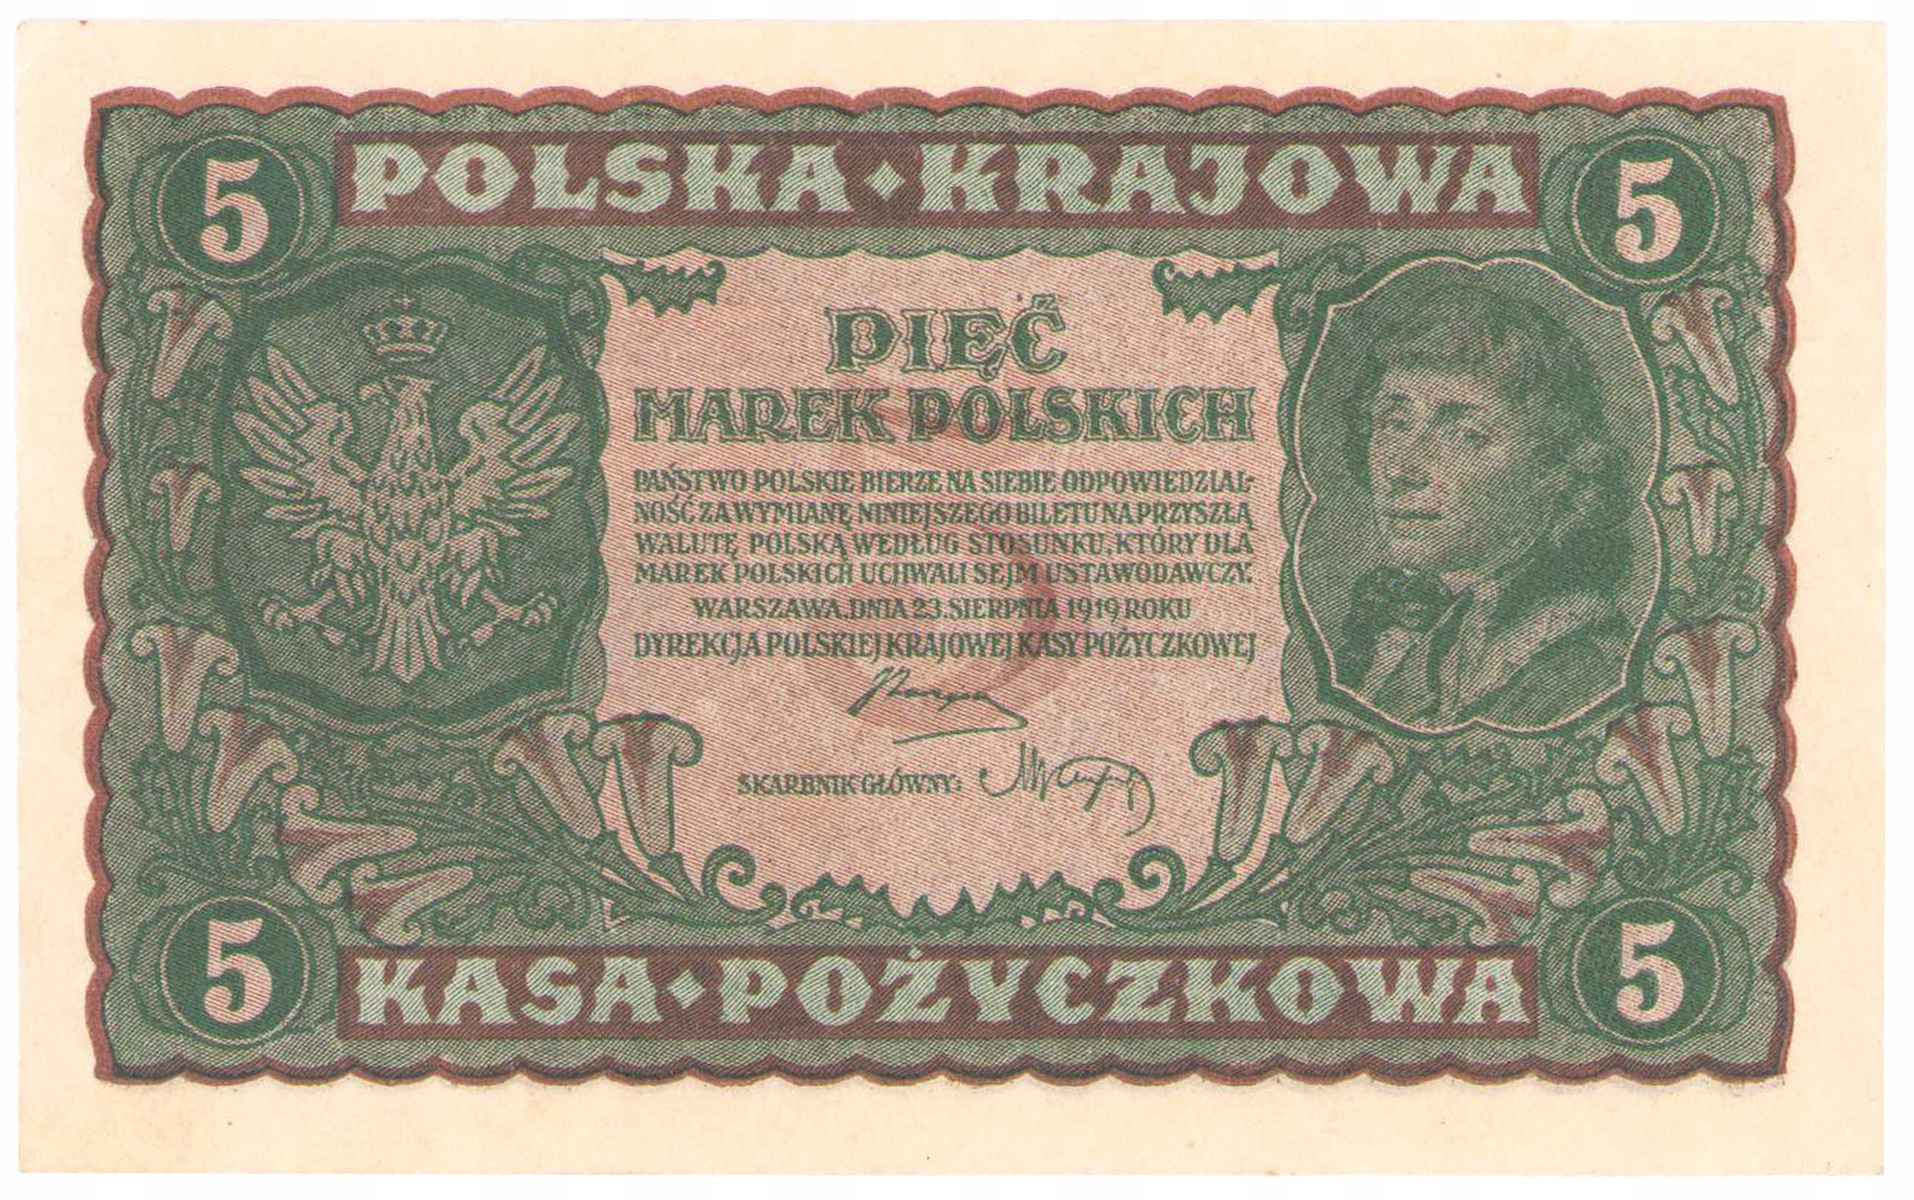 5 POLSKA · KRAJOWA 5
PIĘĆ
MAREK POLSKICH
PAŃSTWO POLSKIE BIERZE NA SIEBIE ODPOWIEDZIAL-
NOŚĆ ZA WYMIANĘ NINIEJSZEGO BILETU NA PRZYSZŁĄ
WALUTĘ POLSKĄ WEDŁUG STOSUNKU, KTÓRY DLA
MAREK POLSKICH UCHWALI SEJM USTAWODAWCZY.
WARSZAWA, DNIA 23. SIERPNIA 1919 ROKU
DYREKCJA POLSKIEJ KRAJOWEJ KASY POŻYCZKOWEJ
SKARBNIK GŁÓWNY:
5 KASA · POŻYCZKOWA 5